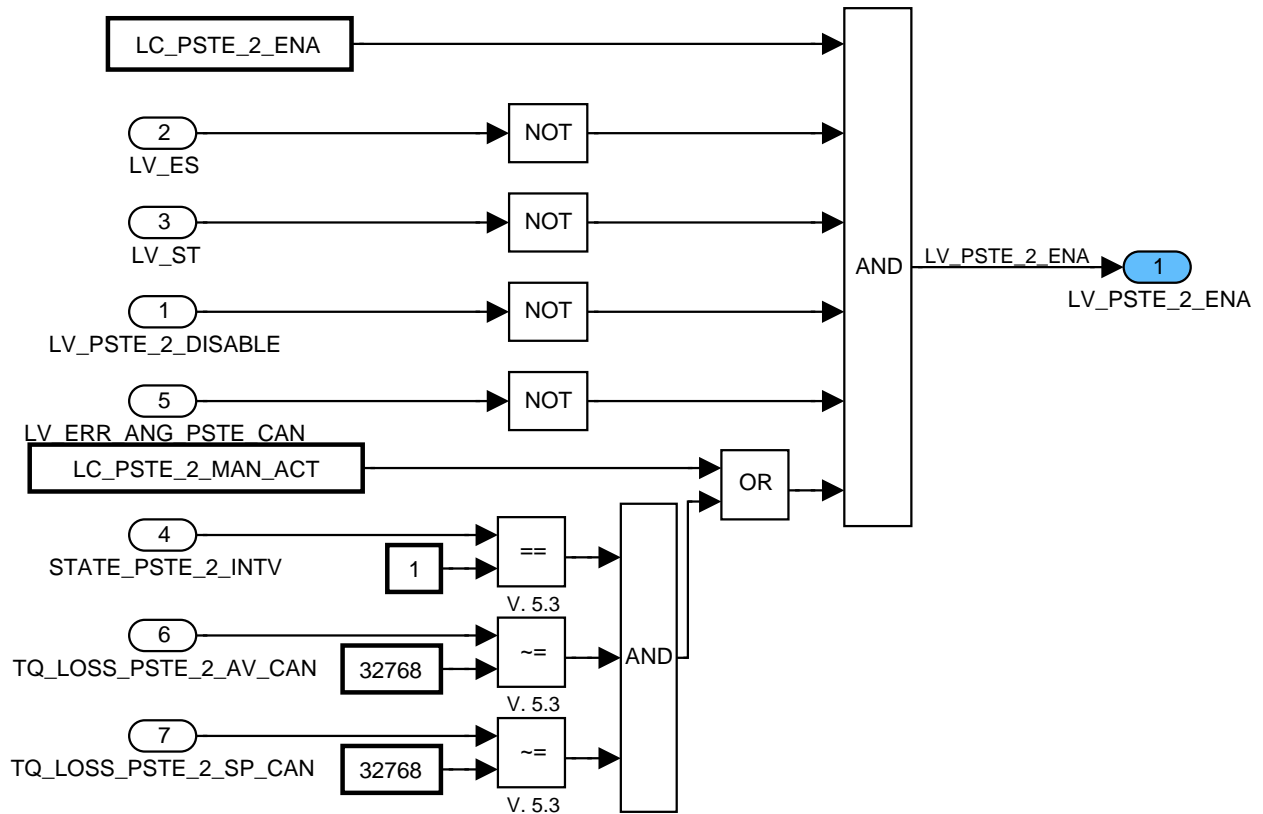 LC_PSTE_2_ENA
2
NOT
LV_ES
3
NOT
LV_ST
AND
LV_PSTE_2_ENA
1
LV_PSTE_2_ENA
1
NOT
LV_PSTE_2_DISABLE
5
NOT
LV_ERR_ANG_PSTE_CAN
LC_PSTE_2_MAN_ACT
OR
4
STATE_PSTE_2_INTV
1
==
V. 5.3
6
TQ_LOSS_PSTE_2_AV_CAN
32768
~=
V. 5.3
AND
7
TQ_LOSS_PSTE_2_SP_CAN
32768
~=
V. 5.3